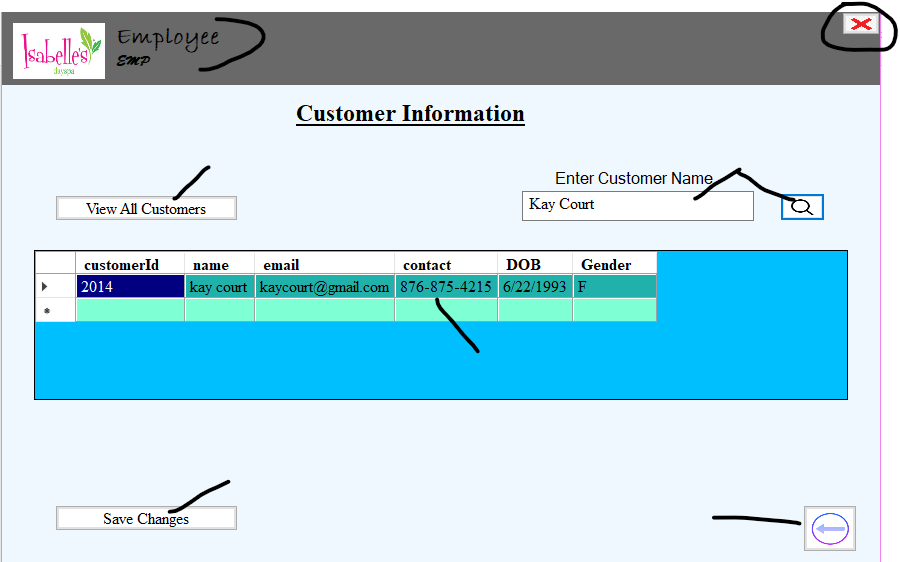 Isabelle's
dayspa
Employee
EMP
Customer Information
Enter Customer Name
View All Customers
Kay Court
customerId name email contact DOB Gender
2014 kay court kaycourt@gmail.com 876-875-4215 6/22/1993 F
Save Changes